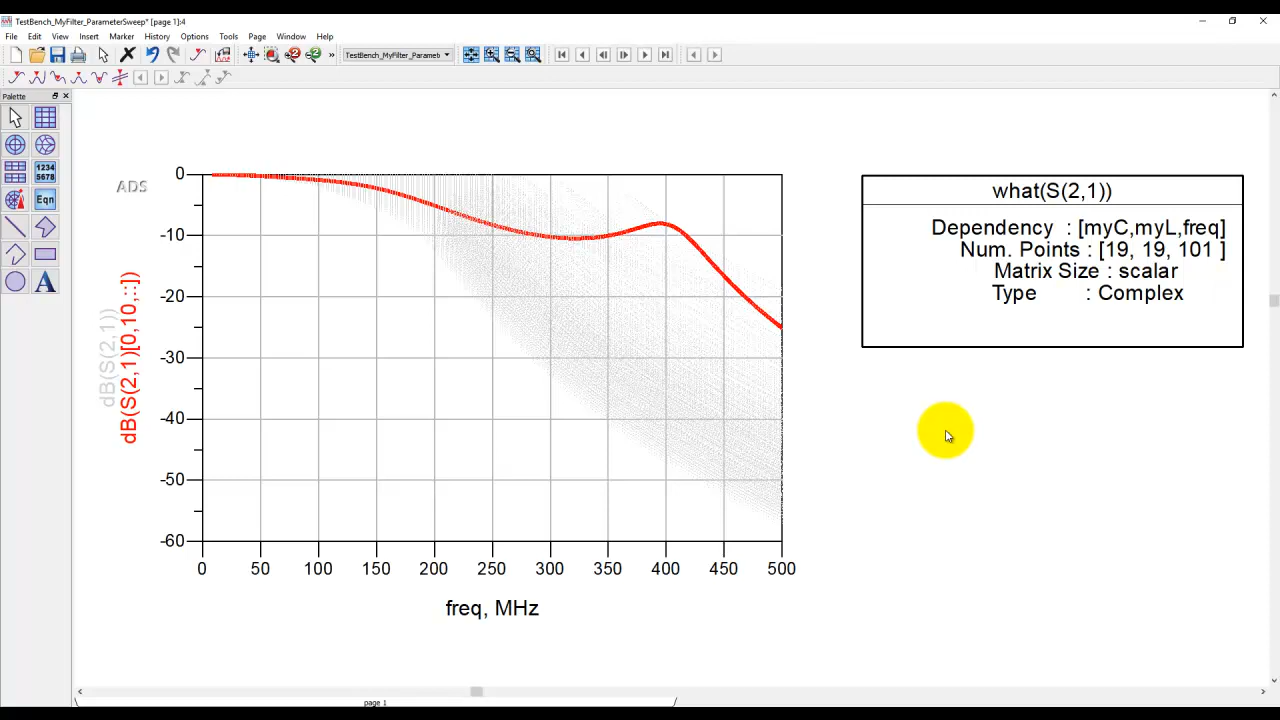 TestBench_MyFilter_ParameterSweep* [page 1]:4
File Edit View Insert Marker History Options Tools Page Window Help
» TestBench_MyFilter_Parameti
Palette
1234
5678
Eqn
A
ADS
dB(S(2,1))
dB(S(2,1)[0,10,::])
0
-10
-20
-30
-40
-50
-60
0 50 100 150 200 250 300 350 400 450 500
freq, MHz
what(S(2,1))
Dependency : [myC,myL,freq]
Num. Points : [19, 19, 101 ]
Matrix Size : scalar
Type : Complex
page 1